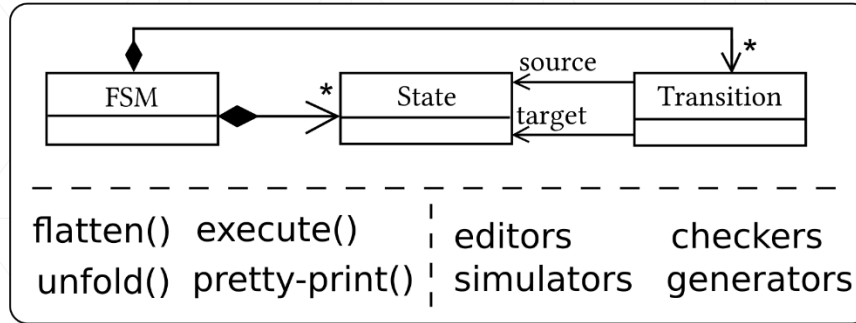 *
source
FSM
*
State
Transition
target
flatten() execute()
unfold() pretty-print()
editors checkers
simulators generators